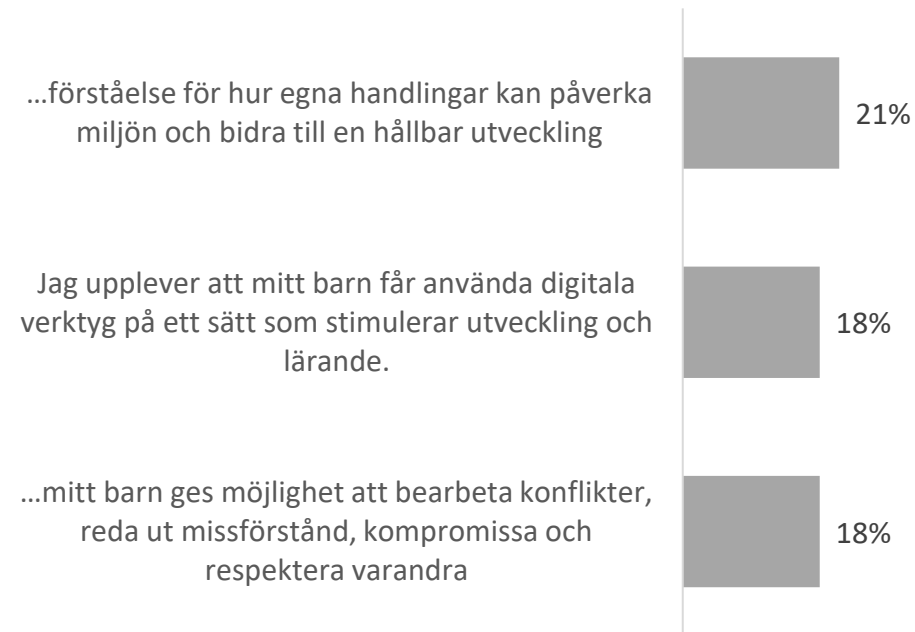 …förståelse för hur egna handlingar kan påverka
miljön och bidra till en hållbar utveckling
21%
Jag upplever att mitt barn får använda digitala
verktyg på ett sätt som stimulerar utveckling och
lärande.
18%
…mitt barn ges möjlighet att bearbeta konflikter,
reda ut missförstånd, kompromissa och
respektera varandra
18%